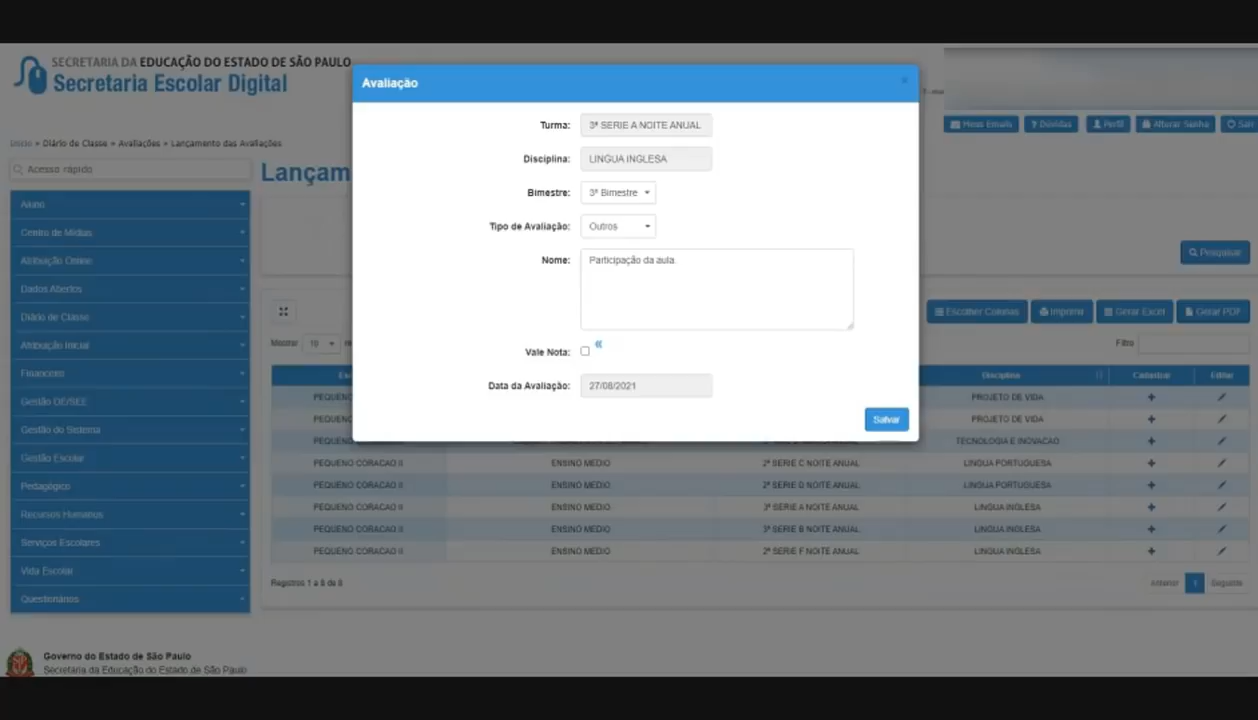 SECRETARIA DA EDUCAÇÃO DO ESTADO DE SÃO PAULO
Secretaria Escolar Digital
Meus Emails
? Dúvidas
Perfil
Alterar Senha
Sair
Início » Diário de Classe » Avaliações » Lançamento das Avaliações
Acesso rápido
Lançam
Aluno
Centro de Mídias
Atribuição Online
Dados Abertos
Diário de Classe
Atribuição Inicial
Financeiro
Gestão DE/SEE
Gestão do Sistema
Gestão Escolar
Pedagógico
Recursos Humanos
Serviços Escolares
Vida Escolar
Questionários
Avaliação
×
Turma: 3ª SERIE A NOITE ANUAL
Disciplina: LINGUA INGLESA
Bimestre: 3º Bimestre
Tipo de Avaliação: Outros
Nome: Participação da aula.
Vale Nota: «
Data da Avaliação: 27/08/2021
Salvar
Pesquisar
Escolher Colunas Imprimir Gerar Excel Gerar PDF
Mostrar 10
Filtro
Disciplina Cadastrar Editar
PEQUENO PROJETO DE VIDA
PEQUENO PROJETO DE VIDA
PEQUENO TECNOLOGIA E INOVACAO
PEQUENO CORACAO II ENSINO MEDIO 2ª SERIE C NOITE ANUAL LINGUA PORTUGUESA
PEQUENO CORACAO II ENSINO MEDIO 2ª SERIE D NOITE ANUAL LINGUA PORTUGUESA
PEQUENO CORACAO II ENSINO MEDIO 3ª SERIE A NOITE ANUAL LINGUA INGLESA
PEQUENO CORACAO II ENSINO MEDIO 3ª SERIE B NOITE ANUAL LINGUA INGLESA
PEQUENO CORACAO II ENSINO MEDIO 2ª SERIE F NOITE ANUAL LINGUA INGLESA
Registros 1 a 8 de 8
Anterior 1 Seguinte
Governo do Estado de São Paulo
Secretaria da Educação do Estado de São Paulo